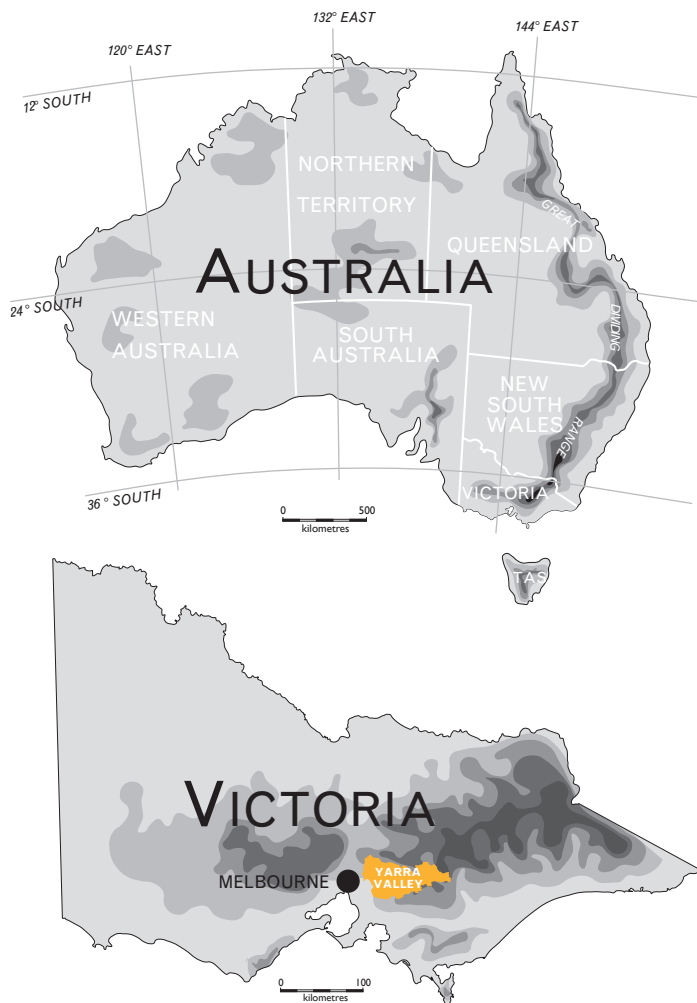 120° EAST
132° EAST
144° EAST
12° SOUTH
NORTHERN
TERRITORY
GREAT
QUEENSLAND
AUSTRALIA
24° SOUTH
WESTERN
AUSTRALIA
SOUTH
AUSTRALIA
DIVIDING
NEW
SOUTH
WALES
RANGE
VICTORIA
36° SOUTH
0 500
kilometres
TAS
VICTORIA
MELBOURNE
YARRA
VALLEY
0 100
kilometres